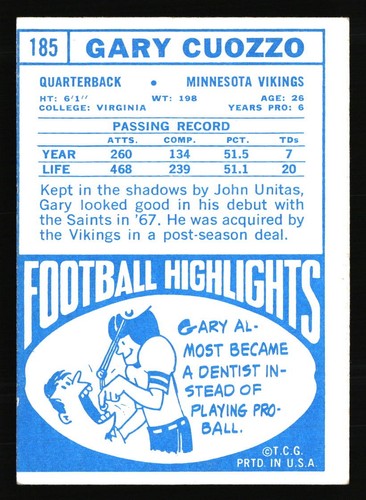 185 GARY CUOZZO
QUARTERBACK • MINNESOTA VIKINGS
HT: 6'1" WT: 198 AGE: 26
COLLEGE: VIRGINIA YEARS PRO: 6
PASSING RECORD
ATTS. COMP. PCT. TDs
YEAR 260 134 51.5 7
LIFE 468 239 51.1 20
Kept in the shadows by John Unitas,
Gary looked good in his debut with
the Saints in '67. He was acquired by
the Vikings in a post-season deal.
FOOTBALL HIGHLIGHTS
GARY AL-
MOST BECAME
A DENTIST IN-
STEAD OF
PLAYING PRO-
BALL.
©T.C.G.
PRTD. IN U.S.A.